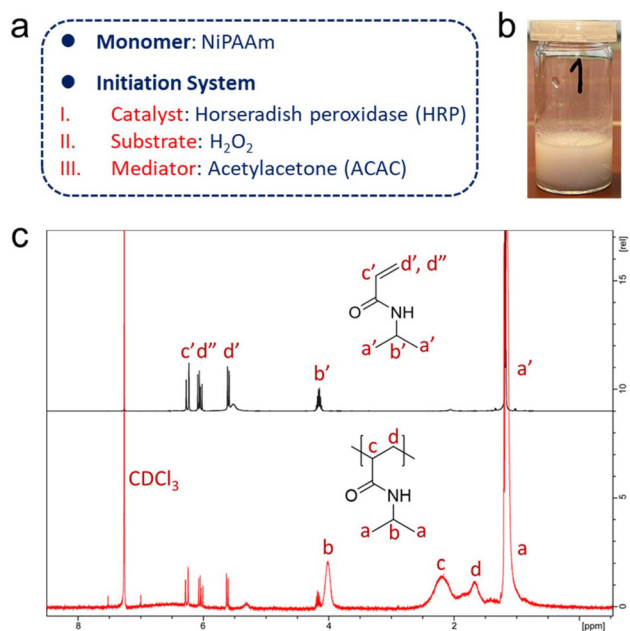 a
● Monomer: NiPAAm
● Initiation System
I. Catalyst: Horseradish peroxidase (HRP)
II. Substrate: H₂O₂
III. Mediator: Acetylacetone (ACAC)
b
1
c
[rel]
15
10
5
0
c’ d’, d”
O NH
a’ b’ a’
c’ d” d’
b’
a’
CDCl₃
c d
O NH
a b a
b
c
d
a
8 6 4 2 [ppm]